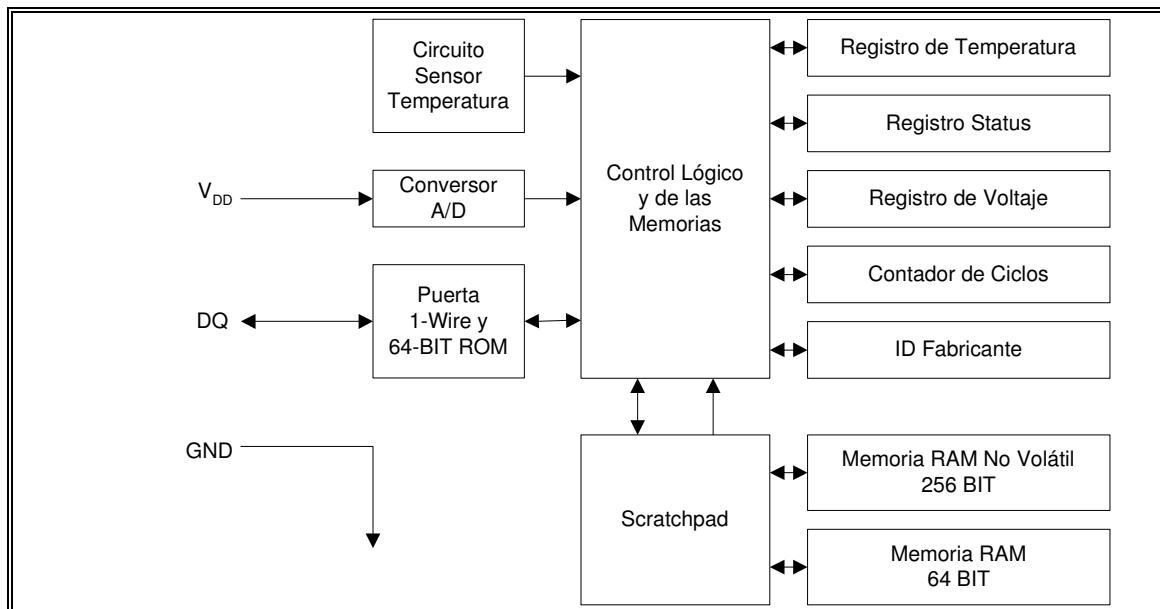 Circuito
Sensor
Temperatura
Registro de Temperatura
Registro Status
V_DD
Conversor
A/D
Control Lógico
y de las
Memorias
Registro de Voltaje
Contador de Ciclos
DQ
Puerta
1-Wire y
64-BIT ROM
ID Fabricante
GND
Scratchpad
Memoria RAM No Volátil
256 BIT
Memoria RAM
64 BIT